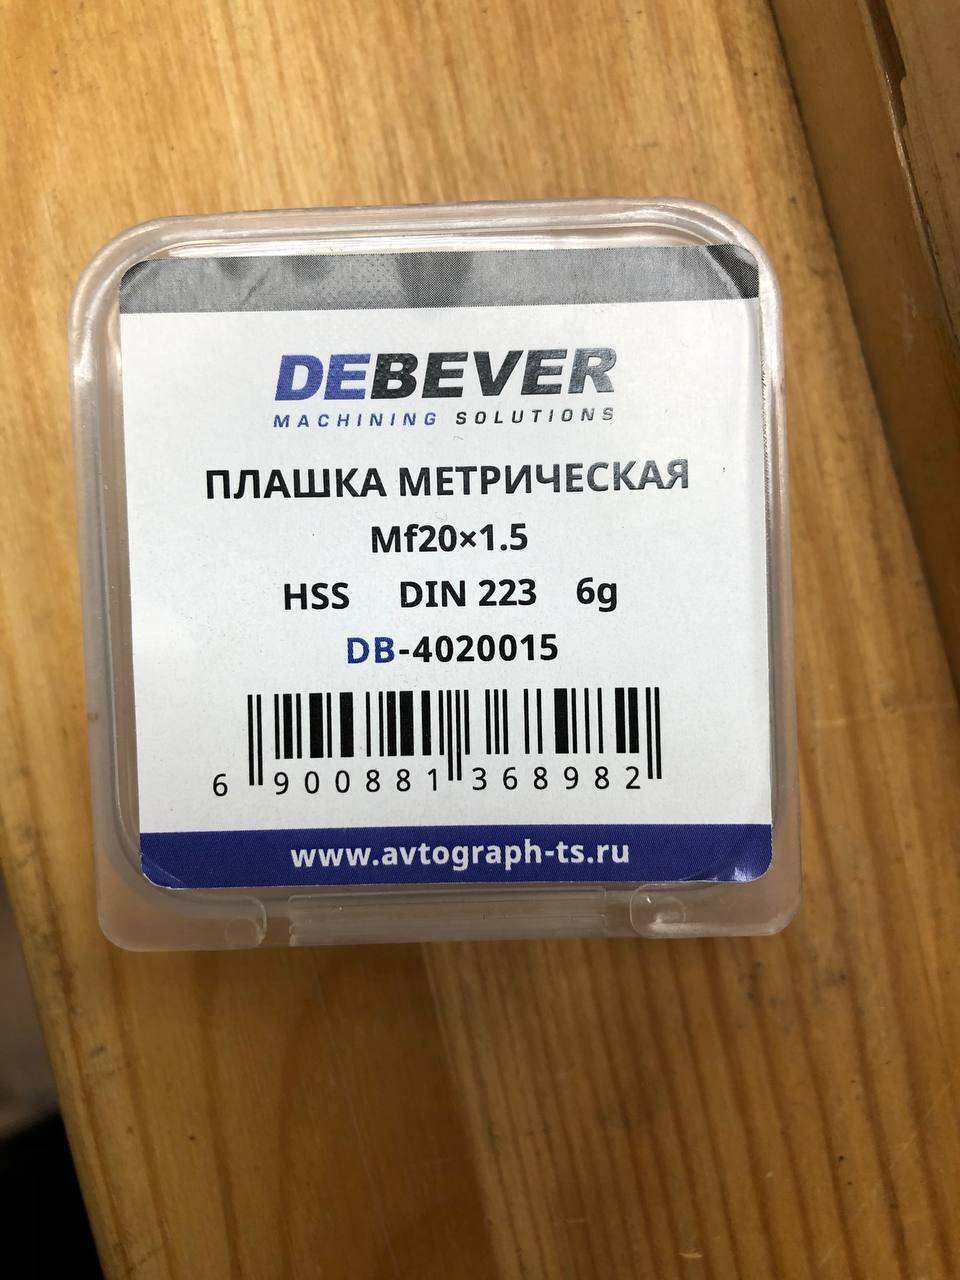 DEBEVER
MACHINING SOLUTIONS
ПЛАШКА МЕТРИЧЕСКАЯ
Mf20×1.5
HSS DIN 223 6g
DB-4020015
6 900881 368982
www.avtograph-ts.ru